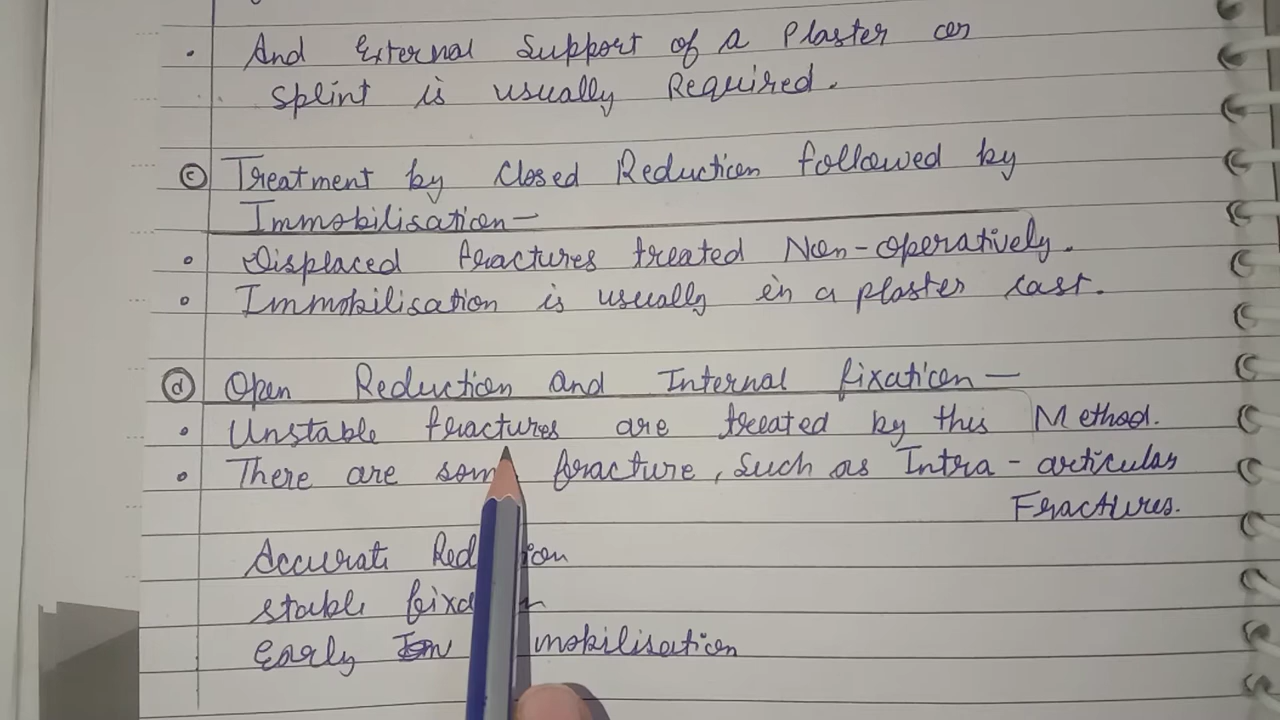 • And External Support of a Plaster or
splint is usually Required.
ⓒ Treatment by Closed Reduction followed by
Immobilisation—
• Displaced fractures treated Non-operatively.
• Immobilisation is usually in a plaster cast.
ⓓ Open Reduction and Internal fixation—
• Unstable fractures are treated by this Method.
• There are som fracture, such as Intra-articular
Fractures.
Accurate Red ion
stable fixa n
Early mobilisation